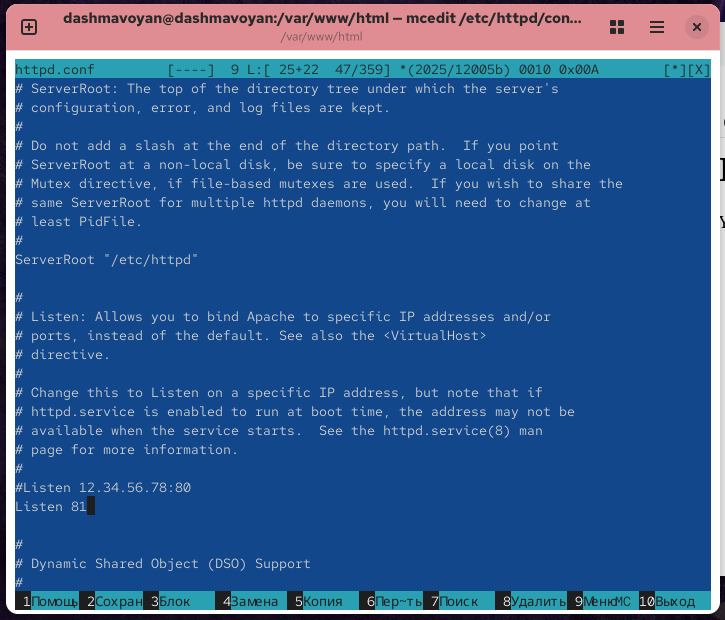 dashmavoyan@dashmavoyan:/var/www/html — mcedit /etc/httpd/con...
/var/www/html
httpd.conf [----] 9 L:[ 25+22 47/359] *(2025/12005b) 0010 0x00A [*][X]
# ServerRoot: The top of the directory tree under which the server's
# configuration, error, and log files are kept.
#
# Do not add a slash at the end of the directory path.  If you point
# ServerRoot at a non-local disk, be sure to specify a local disk on the
# Mutex directive, if file-based mutexes are used.  If you wish to share the
# same ServerRoot for multiple httpd daemons, you will need to change at
# least PidFile.
#
ServerRoot "/etc/httpd"
#
# Listen: Allows you to bind Apache to specific IP addresses and/or
# ports, instead of the default. See also the <VirtualHost>
# directive.
#
# Change this to Listen on a specific IP address, but note that if
# httpd.service is enabled to run at boot time, the address may not be
# available when the service starts.  See the httpd.service(8) man
# page for more information.
#
#Listen 12.34.56.78:80
Listen 81
#
# Dynamic Shared Object (DSO) Support
#
1Помощь 2Сохран 3Блок 4Замена 5Копия 6Пер~ть 7Поиск 8Удалить 9МенюMC 10Выход